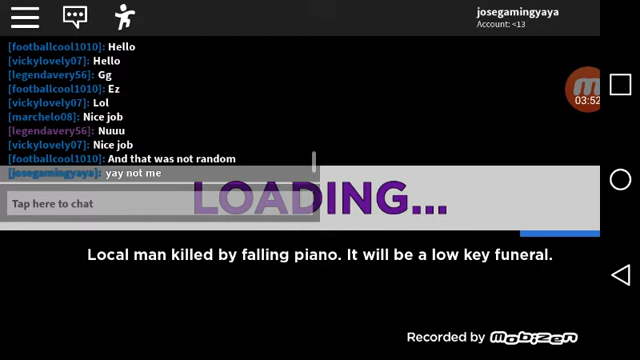 josegamingyaya
Account: <13
[footballcool1010]: Hello
[vickylovely07]: Hello
[legendavery56]: Gg
[footballcool1010]: Ez
[vickylovely07]: Lol
[marchelo08]: Nice job
[legendavery56]: Nuuu
[vickylovely07]: Nice job
[footballcool1010]: And that was not random
[josegamingyaya]: yay not me
03:52
Tap here to chat
LOADING...
Local man killed by falling piano. It will be a low key funeral.
Recorded by mobizen